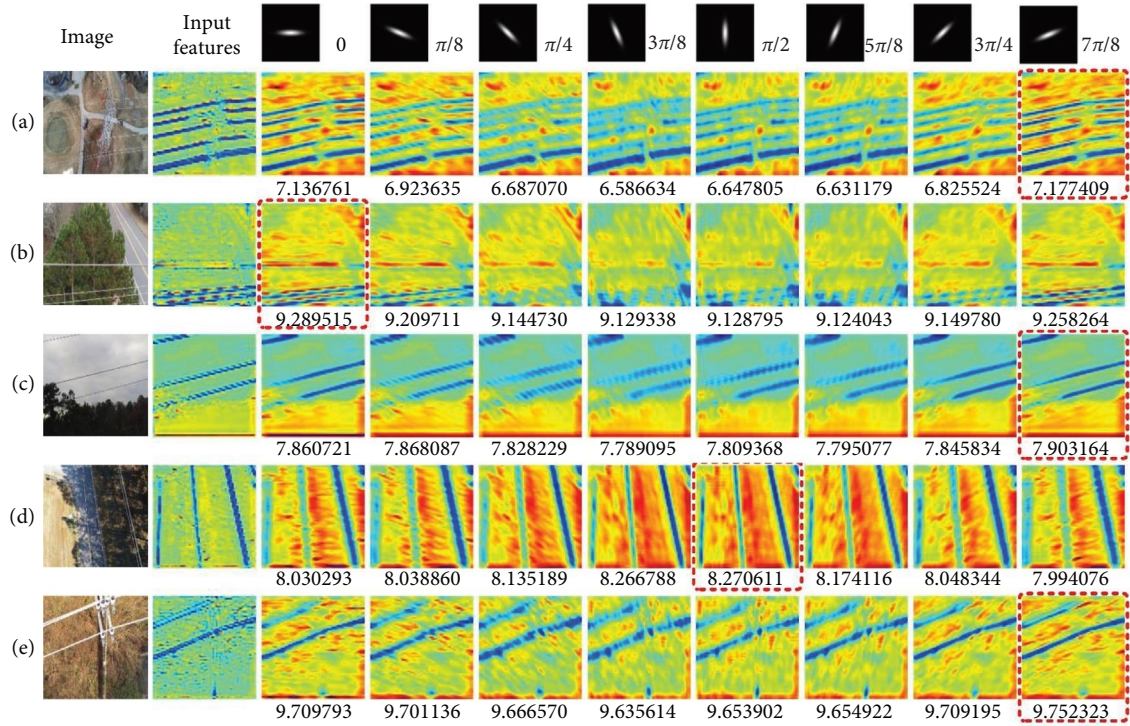 Image Input features 0 π/8 π/4 3π/8 π/2 5π/8 3π/4 7π/8
(a)
7.136761 6.923635 6.687070 6.586634 6.647805 6.631179 6.825524 7.177409
(b)
9.289515 9.209711 9.144730 9.129338 9.128795 9.124043 9.149780 9.258264
(c)
7.860721 7.868087 7.828229 7.789095 7.809368 7.795077 7.845834 7.903164
(d)
8.030293 8.038860 8.135189 8.266788 8.270611 8.174116 8.048344 7.994076
(e)
9.709793 9.701136 9.666570 9.635614 9.653902 9.654922 9.709195 9.752323